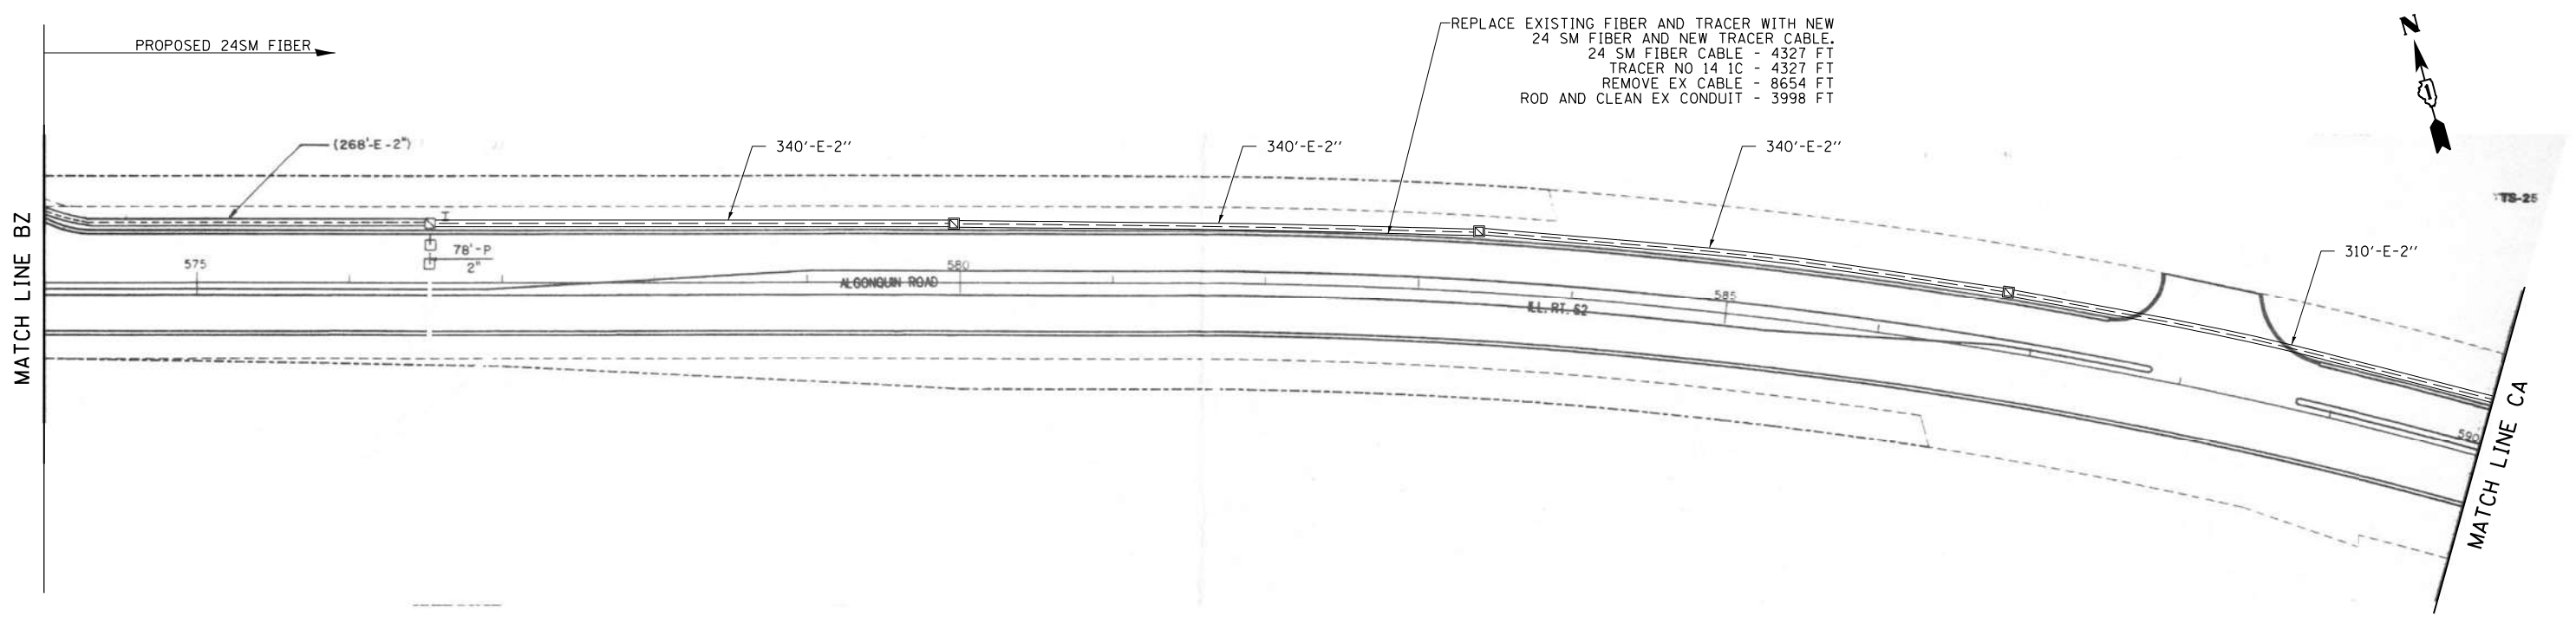 PROPOSED 24SM FIBER
REPLACE EXISTING FIBER AND TRACER WITH NEW
24 SM FIBER AND NEW TRACER CABLE.
24 SM FIBER CABLE - 4327 FT
TRACER NO 14 1C - 4327 FT
REMOVE EX CABLE - 8654 FT
ROD AND CLEAN EX CONDUIT - 3998 FT
N
1
(268'-E-2")
340'-E-2''
340'-E-2''
340'-E-2''
TS-25
I
78'-P
2"
310'-E-2''
575
580
585
590
ALGONQUIN ROAD
ILL. RT. 62
MATCH LINE BZ
MATCH LINE CA